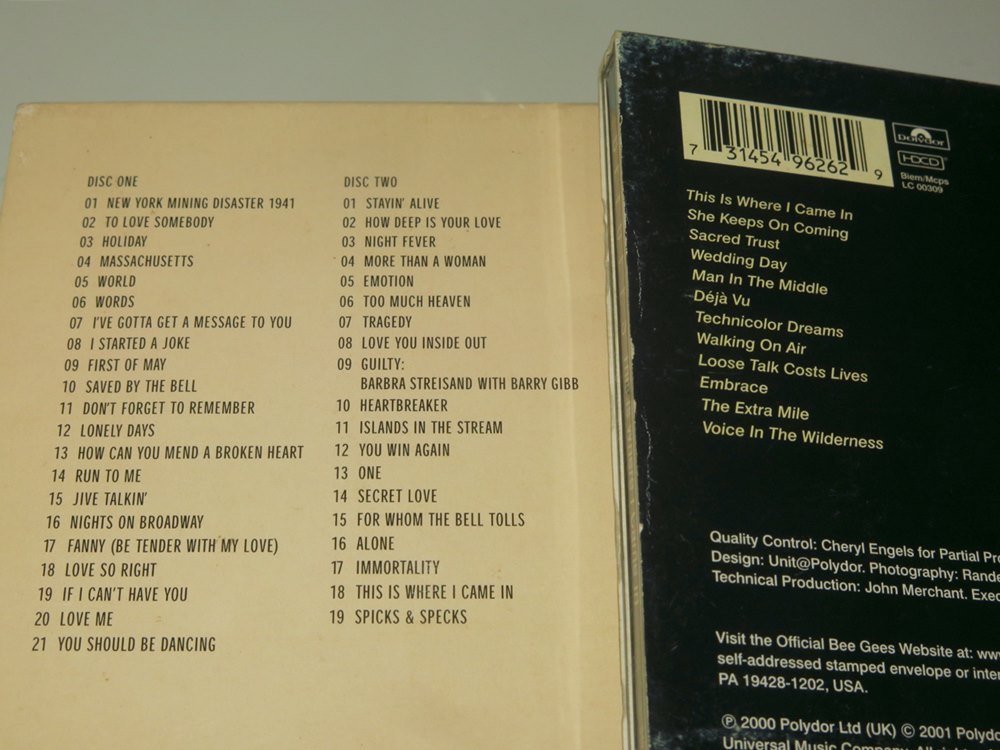 DISC ONE
01 NEW YORK MINING DISASTER 1941
02 TO LOVE SOMEBODY
03 HOLIDAY
04 MASSACHUSETTS
05 WORLD
06 WORDS
07 I'VE GOTTA GET A MESSAGE TO YOU
08 I STARTED A JOKE
09 FIRST OF MAY
10 SAVED BY THE BELL
11 DON'T FORGET TO REMEMBER
12 LONELY DAYS
13 HOW CAN YOU MEND A BROKEN HEART
14 RUN TO ME
15 JIVE TALKIN'
16 NIGHTS ON BROADWAY
17 FANNY (BE TENDER WITH MY LOVE)
18 LOVE SO RIGHT
19 IF I CAN'T HAVE YOU
20 LOVE ME
21 YOU SHOULD BE DANCING
DISC TWO
01 STAYIN' ALIVE
02 HOW DEEP IS YOUR LOVE
03 NIGHT FEVER
04 MORE THAN A WOMAN
05 EMOTION
06 TOO MUCH HEAVEN
07 TRAGEDY
08 LOVE YOU INSIDE OUT
09 GUILTY:
BARBRA STREISAND WITH BARRY GIBB
10 HEARTBREAKER
11 ISLANDS IN THE STREAM
12 YOU WIN AGAIN
13 ONE
14 SECRET LOVE
15 FOR WHOM THE BELL TOLLS
16 ALONE
17 IMMORTALITY
18 THIS IS WHERE I CAME IN
19 SPICKS & SPECKS
7 31454 96262 9
Polydor
HDCD
Biem/Mcps
LC 00309
This Is Where I Came In
She Keeps On Coming
Sacred Trust
Wedding Day
Man In The Middle
Déjà Vu
Technicolor Dreams
Walking On Air
Loose Talk Costs Lives
Embrace
The Extra Mile
Voice In The Wilderness
Quality Control: Cheryl Engels for Partial Pro
Design: Unit@Polydor. Photography: Rande
Technical Production: John Merchant. Exec
Visit the Official Bee Gees Website at: www
self-addressed stamped envelope or inter
PA 19428-1202, USA.
℗ 2000 Polydor Ltd (UK) © 2001 Polydo
Universal Music Company